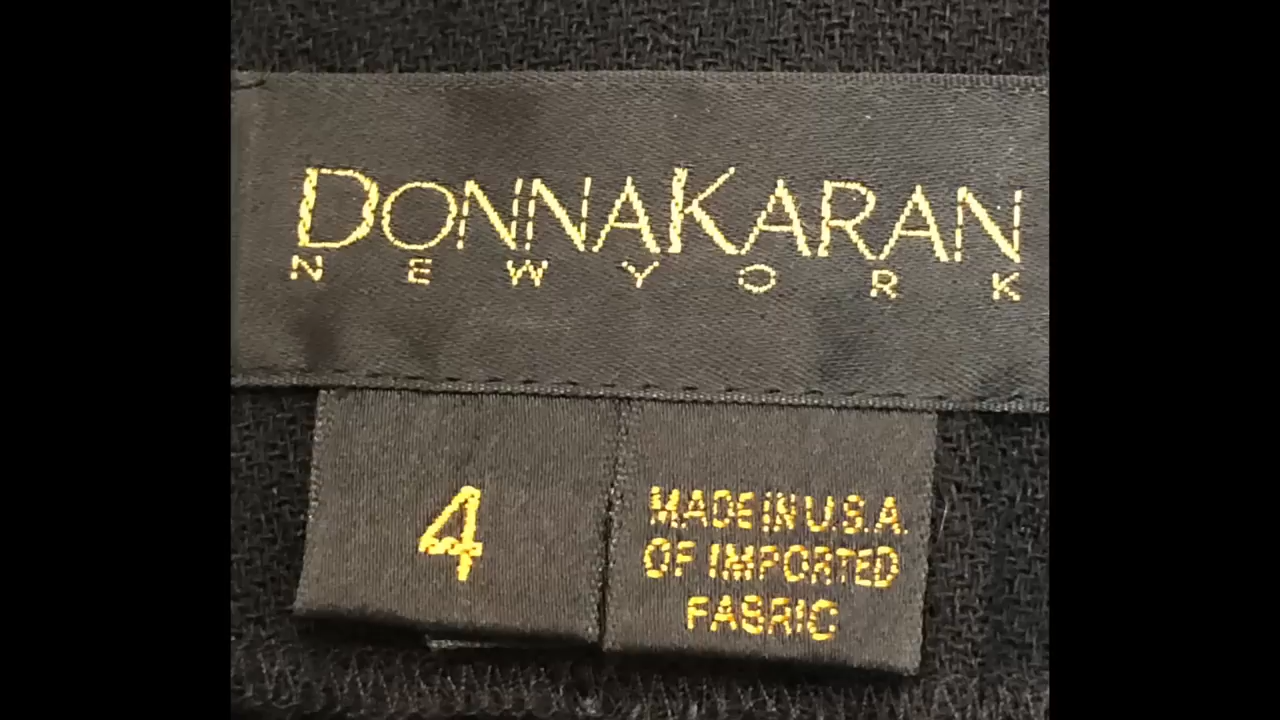 DONNAKARAN
NEW YORK
4
MADE IN U.S.A.
OF IMPORTED
FABRIC